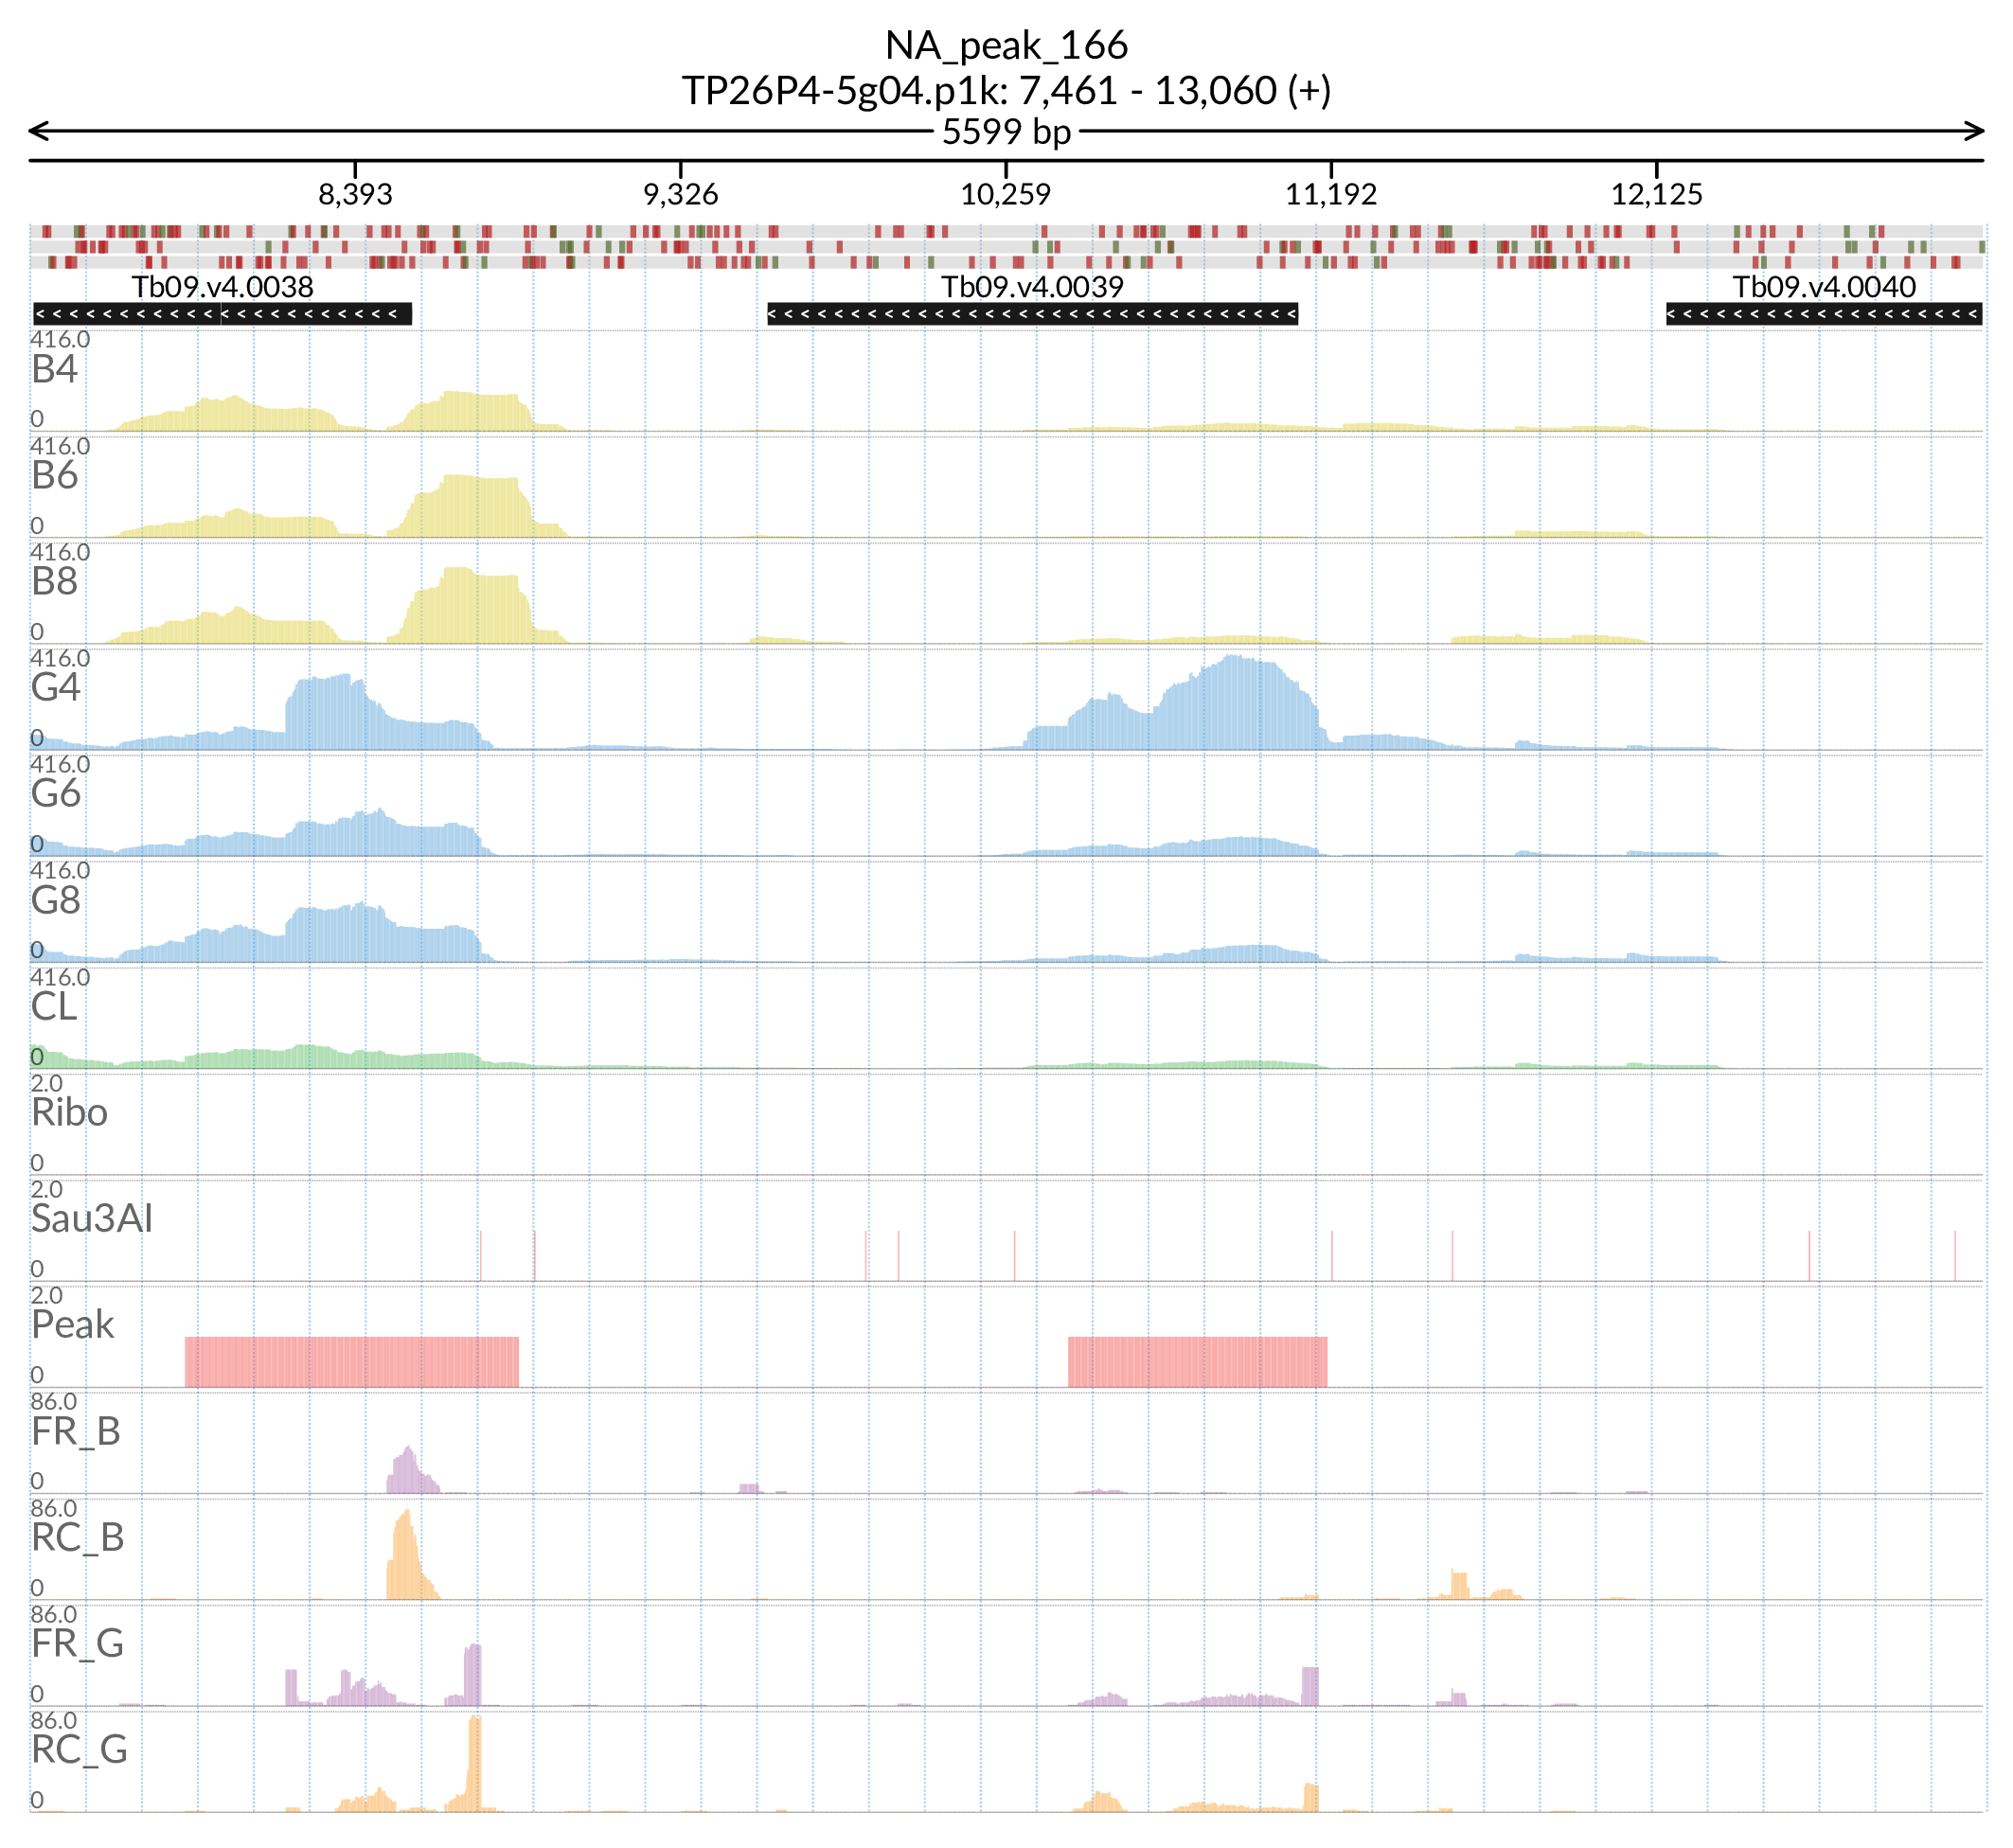 NA_peak_166
TP26P4-5g04.p1k: 7,461 - 13,060 (+)
5599 bp
8,393 9,326 10,259 11,192 12,125
Tb09.v4.0038 Tb09.v4.0039 Tb09.v4.0040
416.0
B4
0
416.0
B6
0
416.0
B8
0
416.0
G4
0
416.0
G6
0
416.0
G8
0
416.0
CL
0
2.0
Ribo
0
2.0
Sau3AI
0
2.0
Peak
0
86.0
FR_B
0
86.0
RC_B
0
86.0
FR_G
0
86.0
RC_G
0